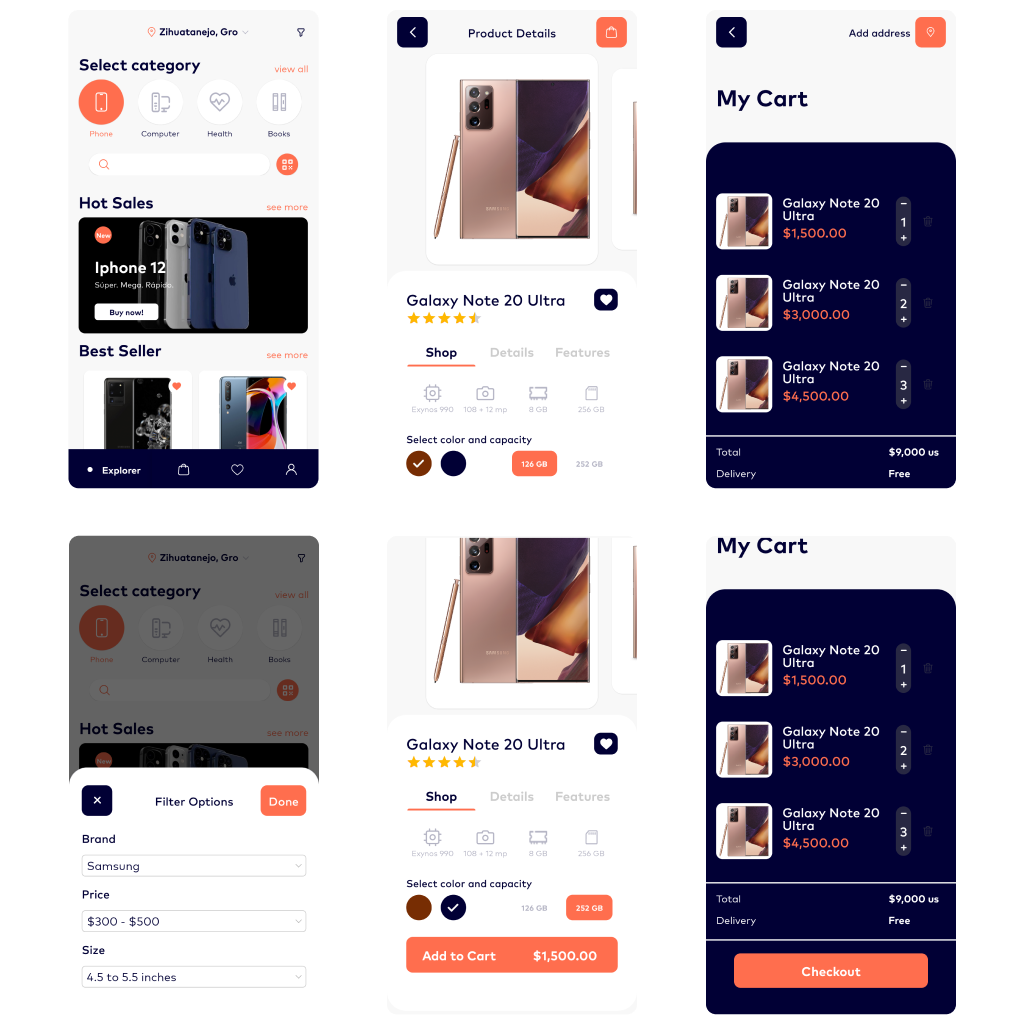 Zihuatanejo, Gro
Select category
view all
Phone
Computer
Health
Books
Hot Sales
see more
New
Iphone 12
Súper. Mega. Rápido.
Buy now!
Best Seller
see more
Explorer
Product Details
SAMSUNG
Galaxy Note 20 Ultra
Shop
Details
Features
Exynos 990
108 + 12 mp
8 GB
256 GB
Select color and capacity
126 GB
252 GB
Add address
My Cart
Galaxy Note 20
Ultra
$1,500.00
1
Galaxy Note 20
Ultra
$3,000.00
2
Galaxy Note 20
Ultra
$4,500.00
3
Total
$9,000 us
Delivery
Free
Zihuatanejo, Gro
Select category
view all
Phone
Computer
Health
Books
Hot Sales
see more
New
Filter Options
Done
Brand
Samsung
Price
$300 - $500
Size
4.5 to 5.5 inches
SAMSUNG
Galaxy Note 20 Ultra
Shop
Details
Features
Exynos 990
108 + 12 mp
8 GB
256 GB
Select color and capacity
126 GB
252 GB
Add to Cart
$1,500.00
My Cart
Galaxy Note 20
Ultra
$1,500.00
1
Galaxy Note 20
Ultra
$3,000.00
2
Galaxy Note 20
Ultra
$4,500.00
3
Total
$9,000 us
Delivery
Free
Checkout